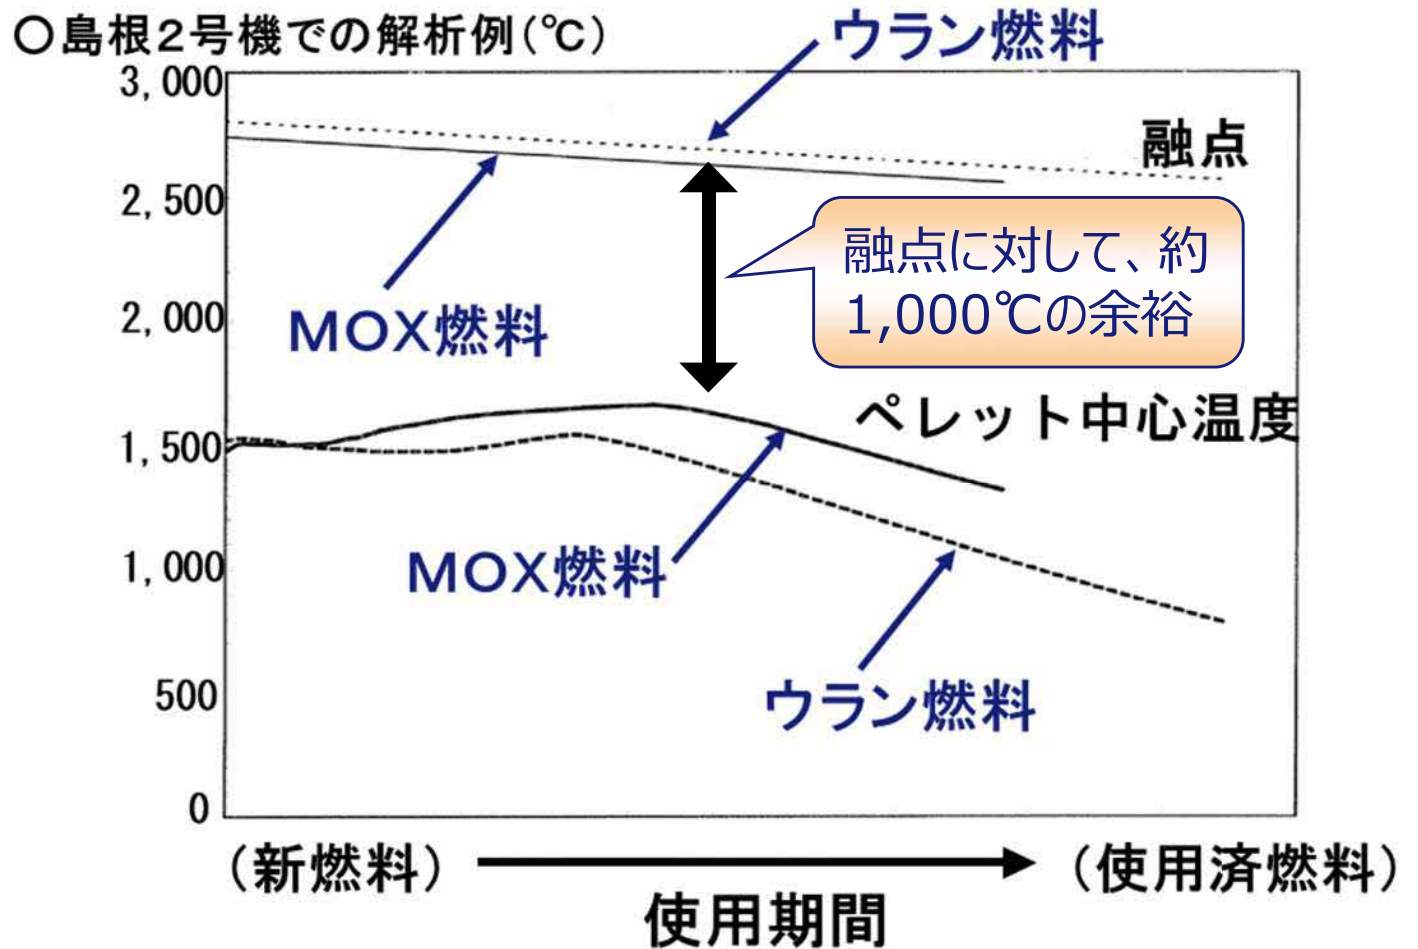 〇島根2号機での解析例(℃)
ウラン燃料
3,000
融点
2,500
融点に対して、約
1,000℃の余裕
2,000
MOX燃料
ペレット中心温度
1,500
1,000
MOX燃料
500
ウラン燃料
0
(新燃料)
(使用済燃料)
使用期間